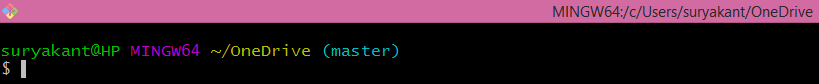 MINGW64:/c/Users/suryakant/OneDrive
suryakant@HP MINGW64 ~/OneDrive (master)
$